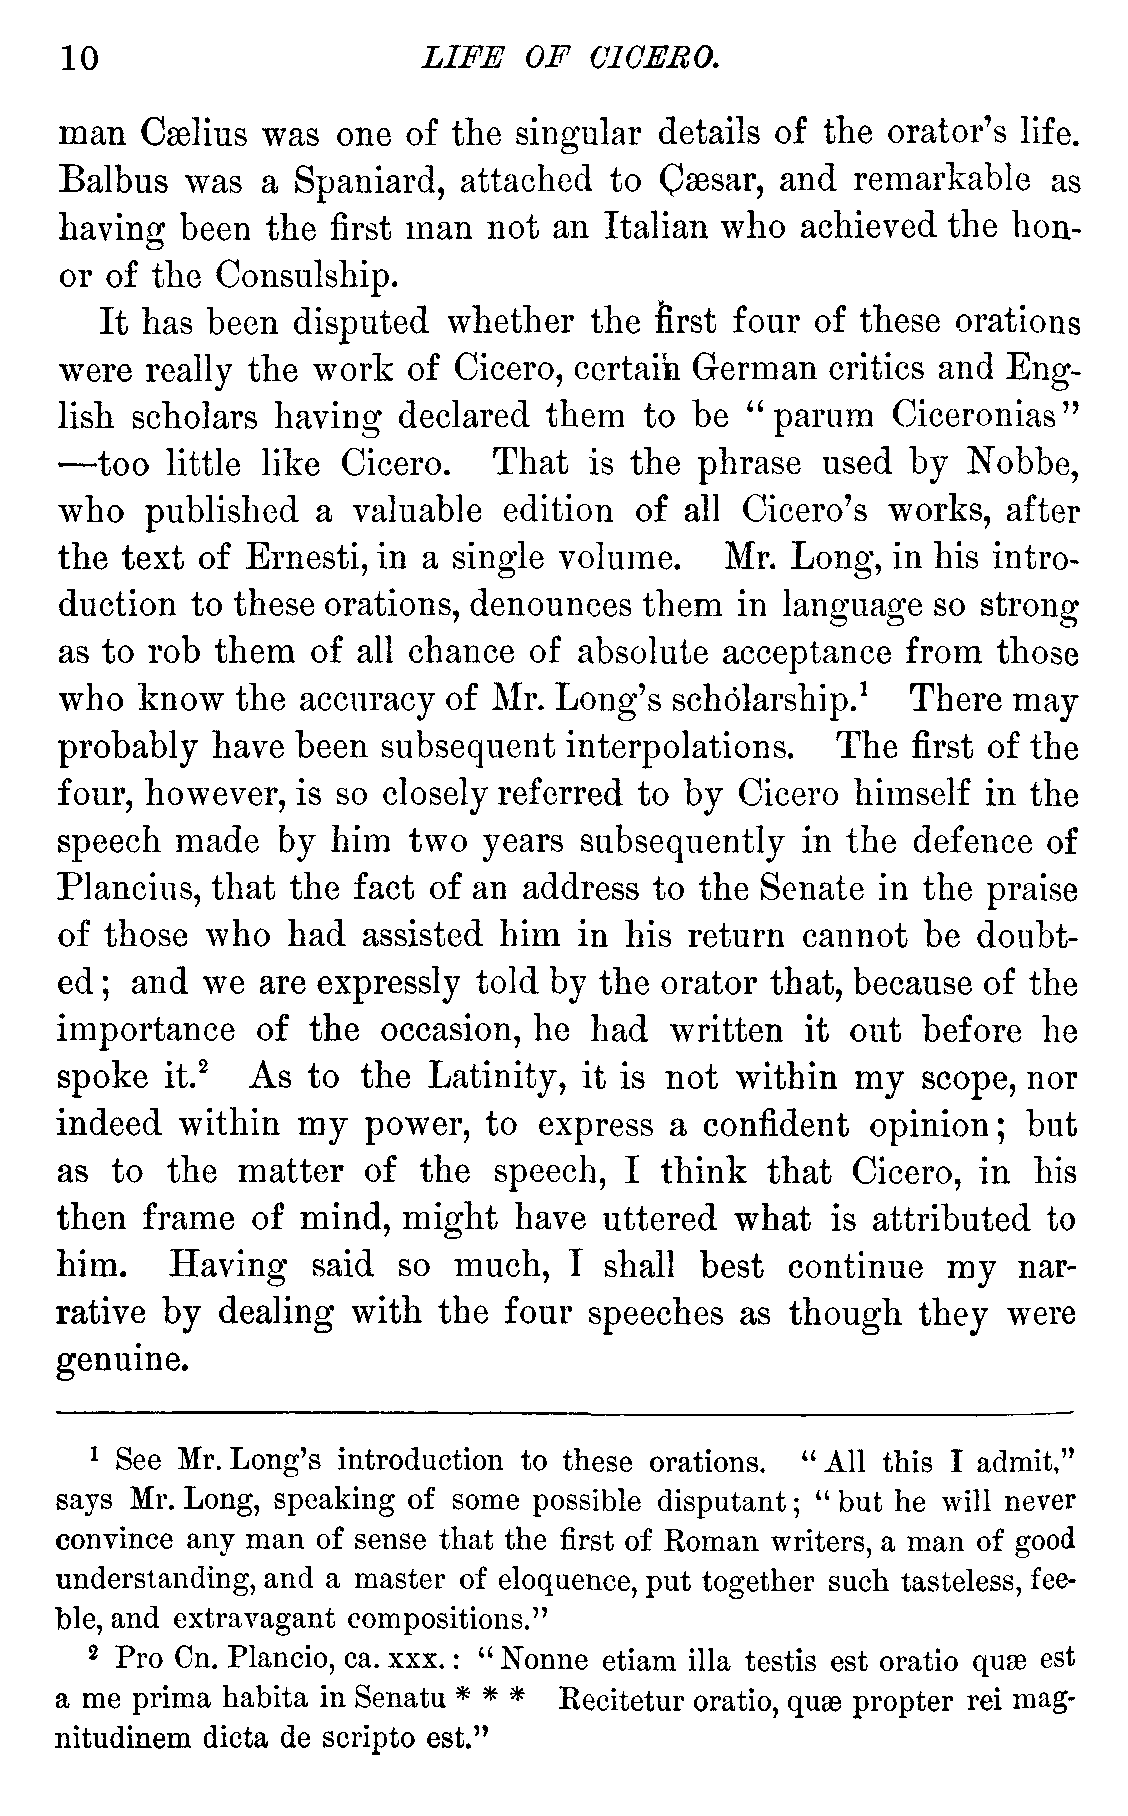 10 LIFE OF CICERO.
man Cælius was one of the singular details of the orator's life.
Balbus was a Spaniard, attached to Cæsar, and remarkable as
having been the first man not an Italian who achieved the hon-
or of the Consulship.
It has been disputed whether the first four of these orations
were really the work of Cicero, certain German critics and Eng-
lish scholars having declared them to be “parum Ciceronias”
—too little like Cicero. That is the phrase used by Nobbe,
who published a valuable edition of all Cicero's works, after
the text of Ernesti, in a single volume. Mr. Long, in his intro-
duction to these orations, denounces them in language so strong
as to rob them of all chance of absolute acceptance from those
who know the accuracy of Mr. Long's scholarship.¹ There may
probably have been subsequent interpolations. The first of the
four, however, is so closely referred to by Cicero himself in the
speech made by him two years subsequently in the defence of
Plancius, that the fact of an address to the Senate in the praise
of those who had assisted him in his return cannot be doubt-
ed; and we are expressly told by the orator that, because of the
importance of the occasion, he had written it out before he
spoke it.² As to the Latinity, it is not within my scope, nor
indeed within my power, to express a confident opinion; but
as to the matter of the speech, I think that Cicero, in his
then frame of mind, might have uttered what is attributed to
him. Having said so much, I shall best continue my nar-
rative by dealing with the four speeches as though they were
genuine.
¹ See Mr. Long's introduction to these orations. “All this I admit,”
says Mr. Long, speaking of some possible disputant; “but he will never
convince any man of sense that the first of Roman writers, a man of good
understanding, and a master of eloquence, put together such tasteless, fee-
ble, and extravagant compositions.”
² Pro Cn. Plancio, ca. xxx.: “Nonne etiam illa testis est oratio quæ est
a me prima habita in Senatu * * * Recitetur oratio, quæ propter rei mag-
nitudinem dicta de scripto est.”